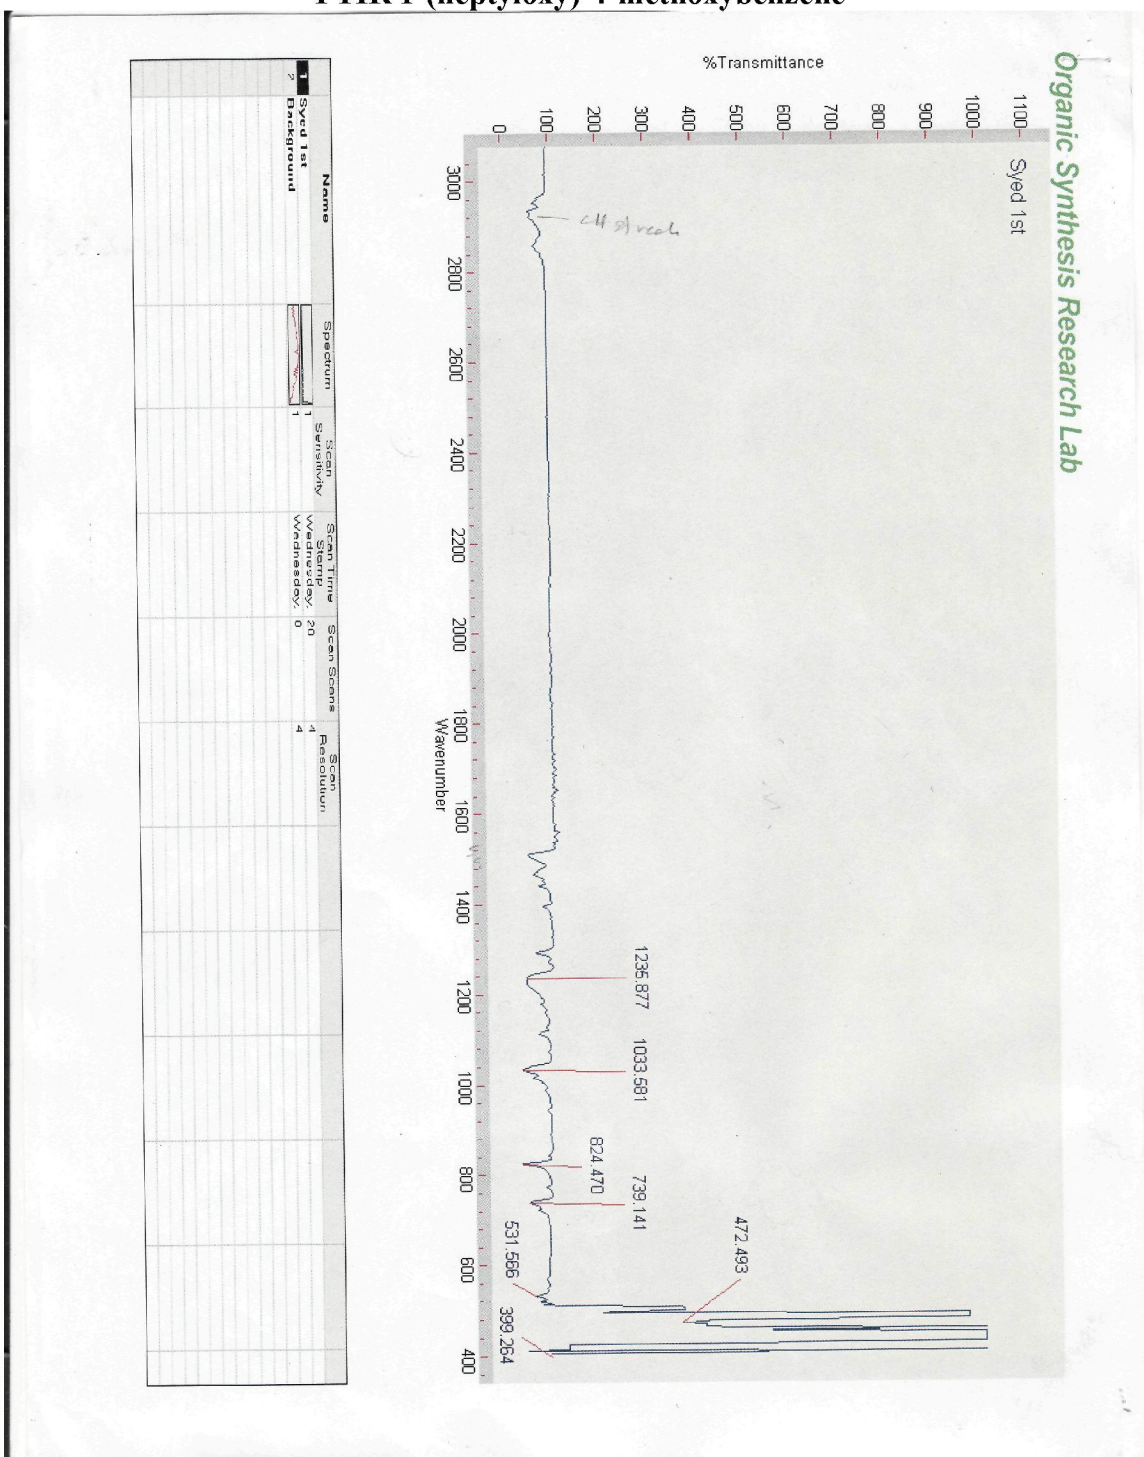 FTIR 1-(heptyloxy)-4-methoxybenzene
Organic Synthesis Research Lab
Syed 1st
%Transmittance
1100
1000
900
800
700
600
500
400
300
200
100
0
CH stretch
1235.877
1033.581
824.470
739.141
531.566
472.493
399.264
3000 2800 2600 2400 2200 2000 1800 1600 1400 1200 1000 800 600 400
Wavenumber
Name Spectrum Scan Sensitivity Scan Time Stamp Scan Scans Scan Resolution
1 Syed 1st 1 Wednesday, 20 4
2 Background 1 Wednesday, 0 4